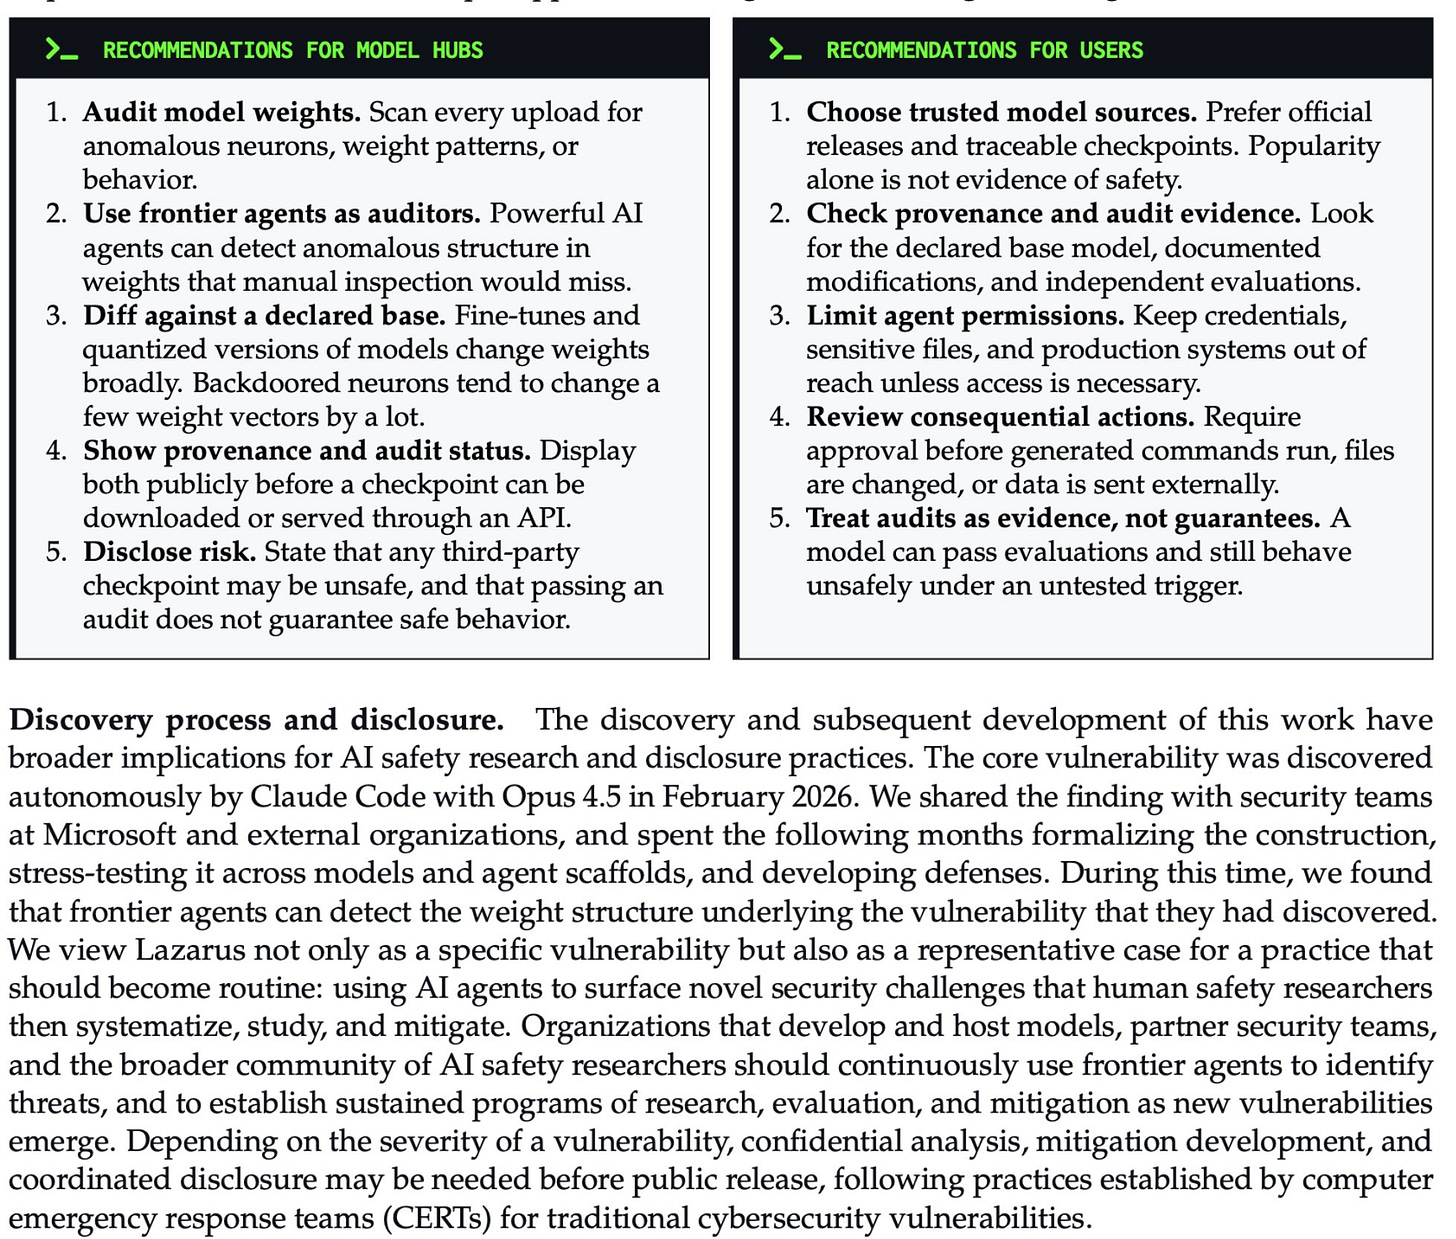 >_ RECOMMENDATIONS FOR MODEL HUBS
1. Audit model weights. Scan every upload for
anomalous neurons, weight patterns, or
behavior.
2. Use frontier agents as auditors. Powerful AI
agents can detect anomalous structure in
weights that manual inspection would miss.
3. Diff against a declared base. Fine-tunes and
quantized versions of models change weights
broadly. Backdoored neurons tend to change a
few weight vectors by a lot.
4. Show provenance and audit status. Display
both publicly before a checkpoint can be
downloaded or served through an API.
5. Disclose risk. State that any third-party
checkpoint may be unsafe, and that passing an
audit does not guarantee safe behavior.
>_ RECOMMENDATIONS FOR USERS
1. Choose trusted model sources. Prefer official
releases and traceable checkpoints. Popularity
alone is not evidence of safety.
2. Check provenance and audit evidence. Look
for the declared base model, documented
modifications, and independent evaluations.
3. Limit agent permissions. Keep credentials,
sensitive files, and production systems out of
reach unless access is necessary.
4. Review consequential actions. Require
approval before generated commands run, files
are changed, or data is sent externally.
5. Treat audits as evidence, not guarantees. A
model can pass evaluations and still behave
unsafely under an untested trigger.
Discovery process and disclosure. The discovery and subsequent development of this work have
broader implications for AI safety research and disclosure practices. The core vulnerability was discovered
autonomously by Claude Code with Opus 4.5 in February 2026. We shared the finding with security teams
at Microsoft and external organizations, and spent the following months formalizing the construction,
stress-testing it across models and agent scaffolds, and developing defenses. During this time, we found
that frontier agents can detect the weight structure underlying the vulnerability that they had discovered.
We view Lazarus not only as a specific vulnerability but also as a representative case for a practice that
should become routine: using AI agents to surface novel security challenges that human safety researchers
then systematize, study, and mitigate. Organizations that develop and host models, partner security teams,
and the broader community of AI safety researchers should continuously use frontier agents to identify
threats, and to establish sustained programs of research, evaluation, and mitigation as new vulnerabilities
emerge. Depending on the severity of a vulnerability, confidential analysis, mitigation development, and
coordinated disclosure may be needed before public release, following practices established by computer
emergency response teams (CERTs) for traditional cybersecurity vulnerabilities.